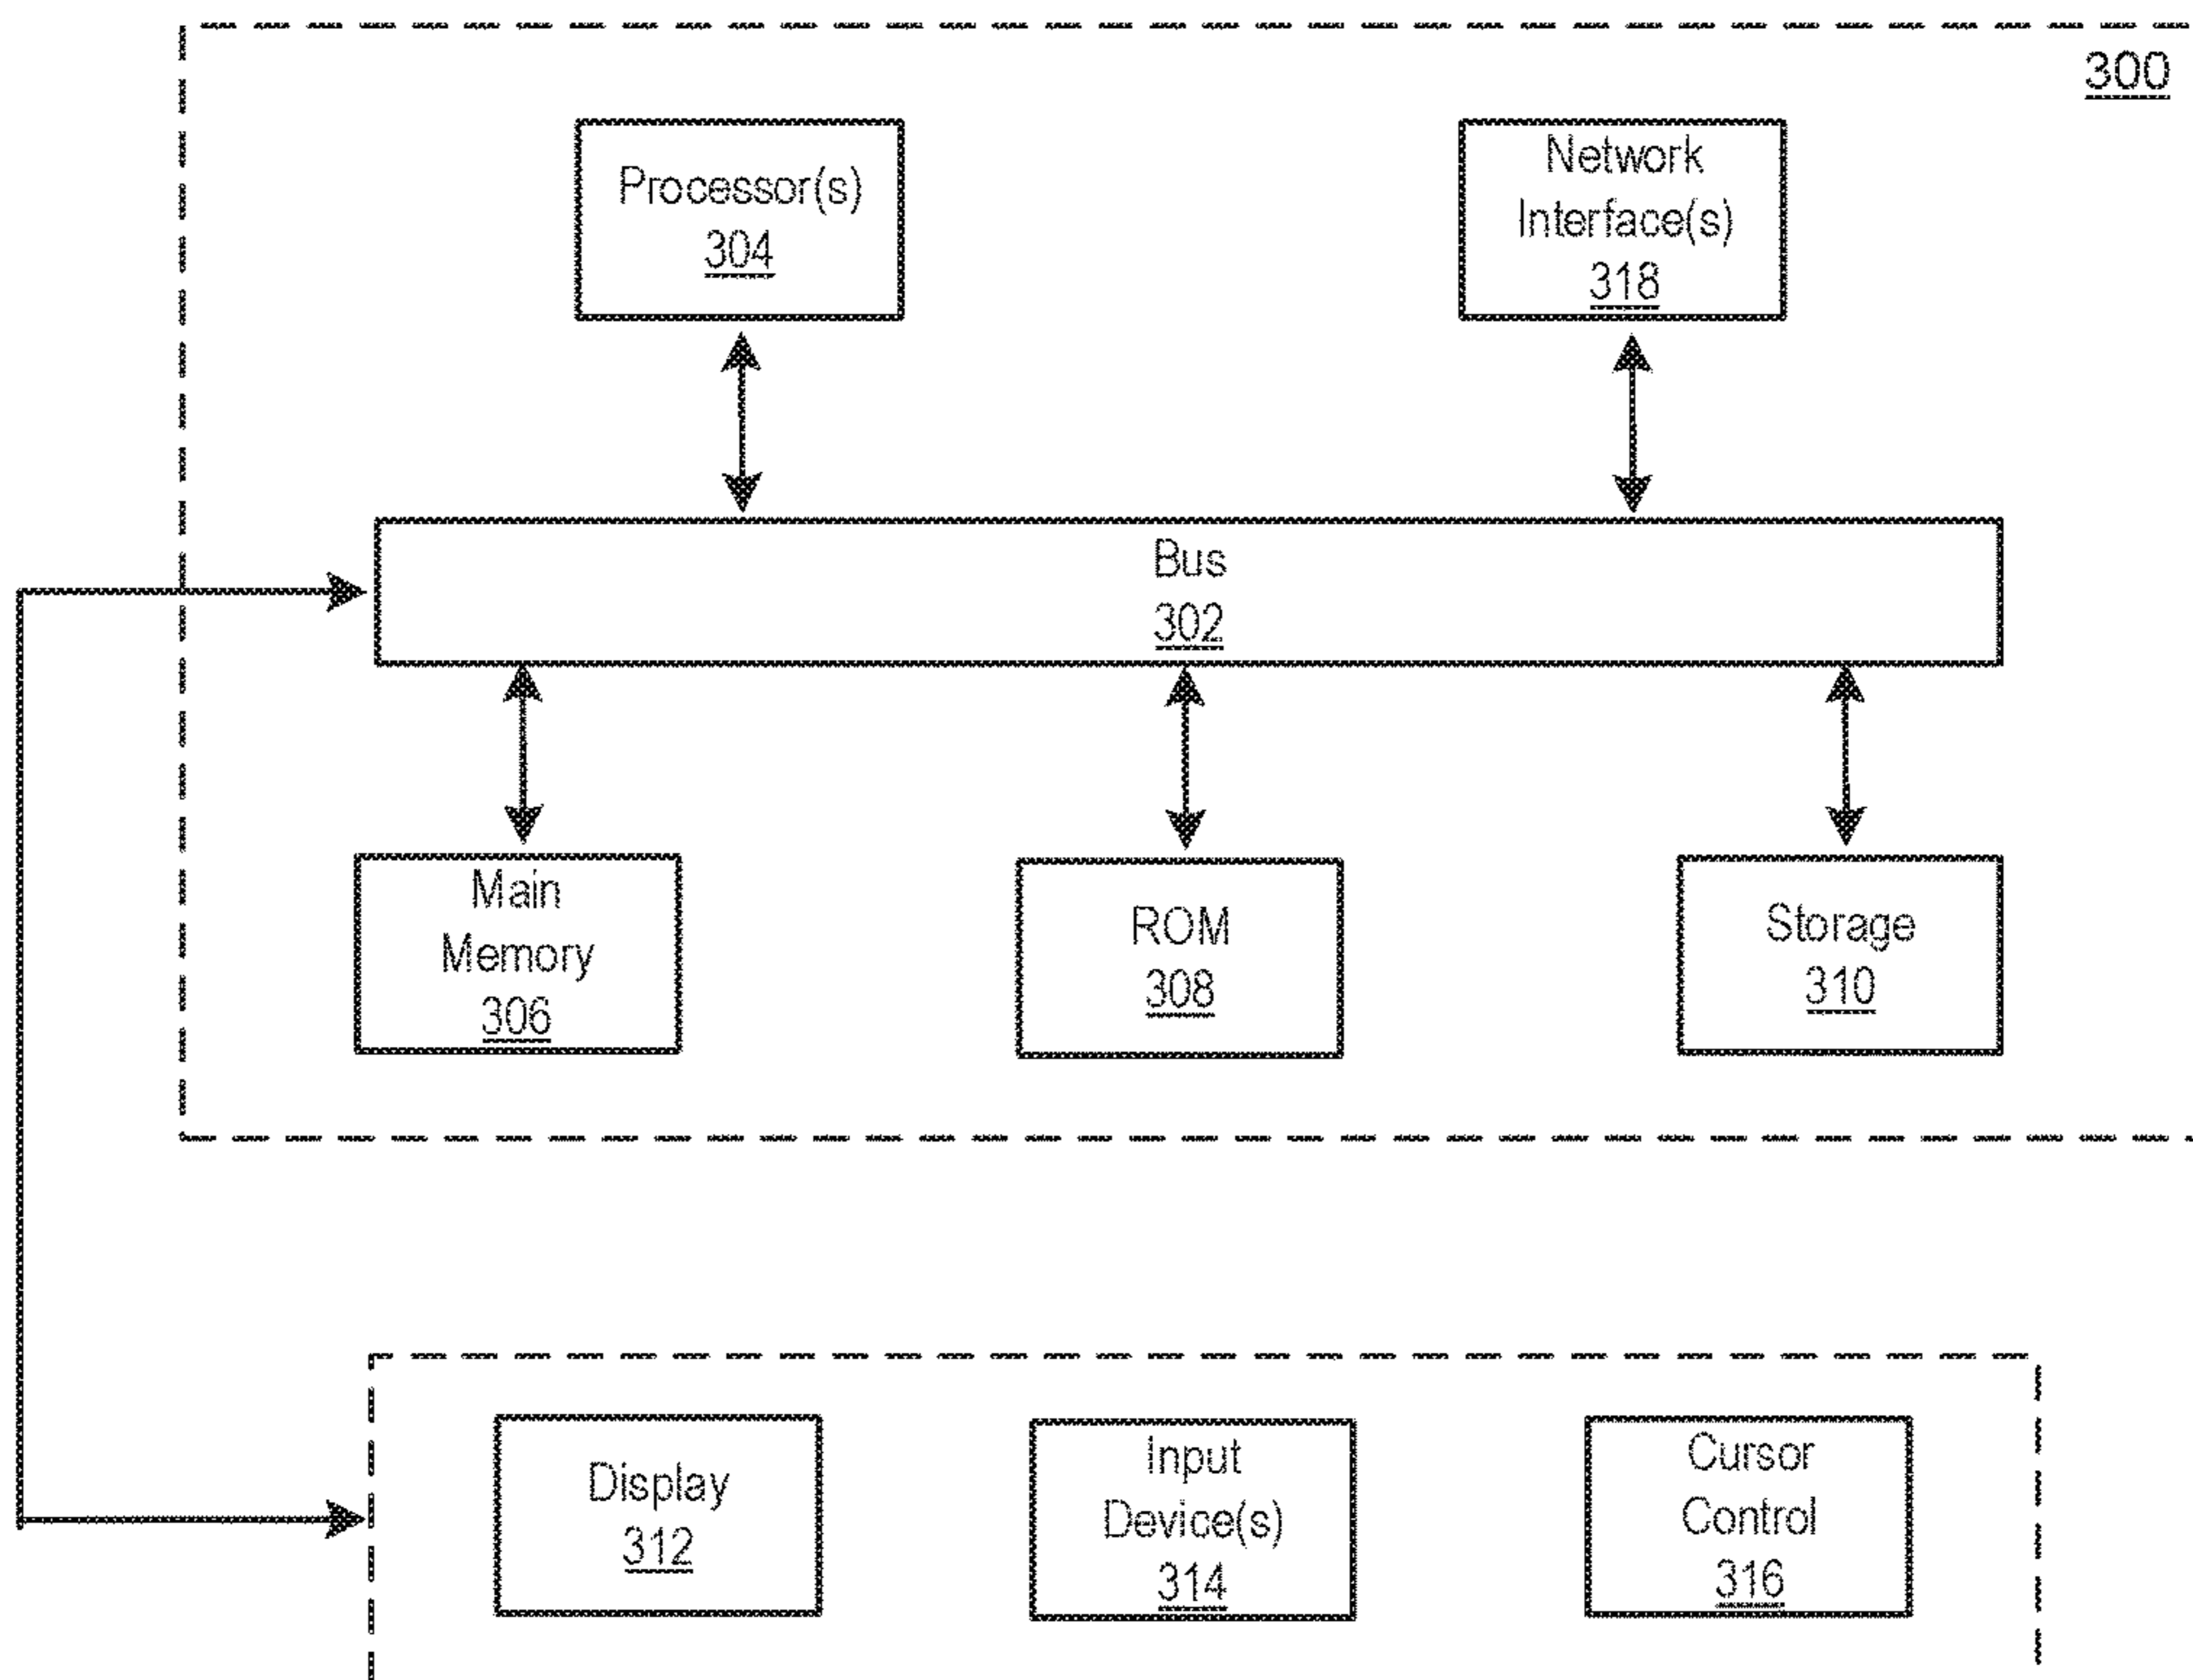 300
Processor(s)
304
Network
Interface(s)
318
Bus
302
Main
Memory
306
ROM
308
Storage
310
Display
312
Input
Device(s)
314
Cursor
Control
316